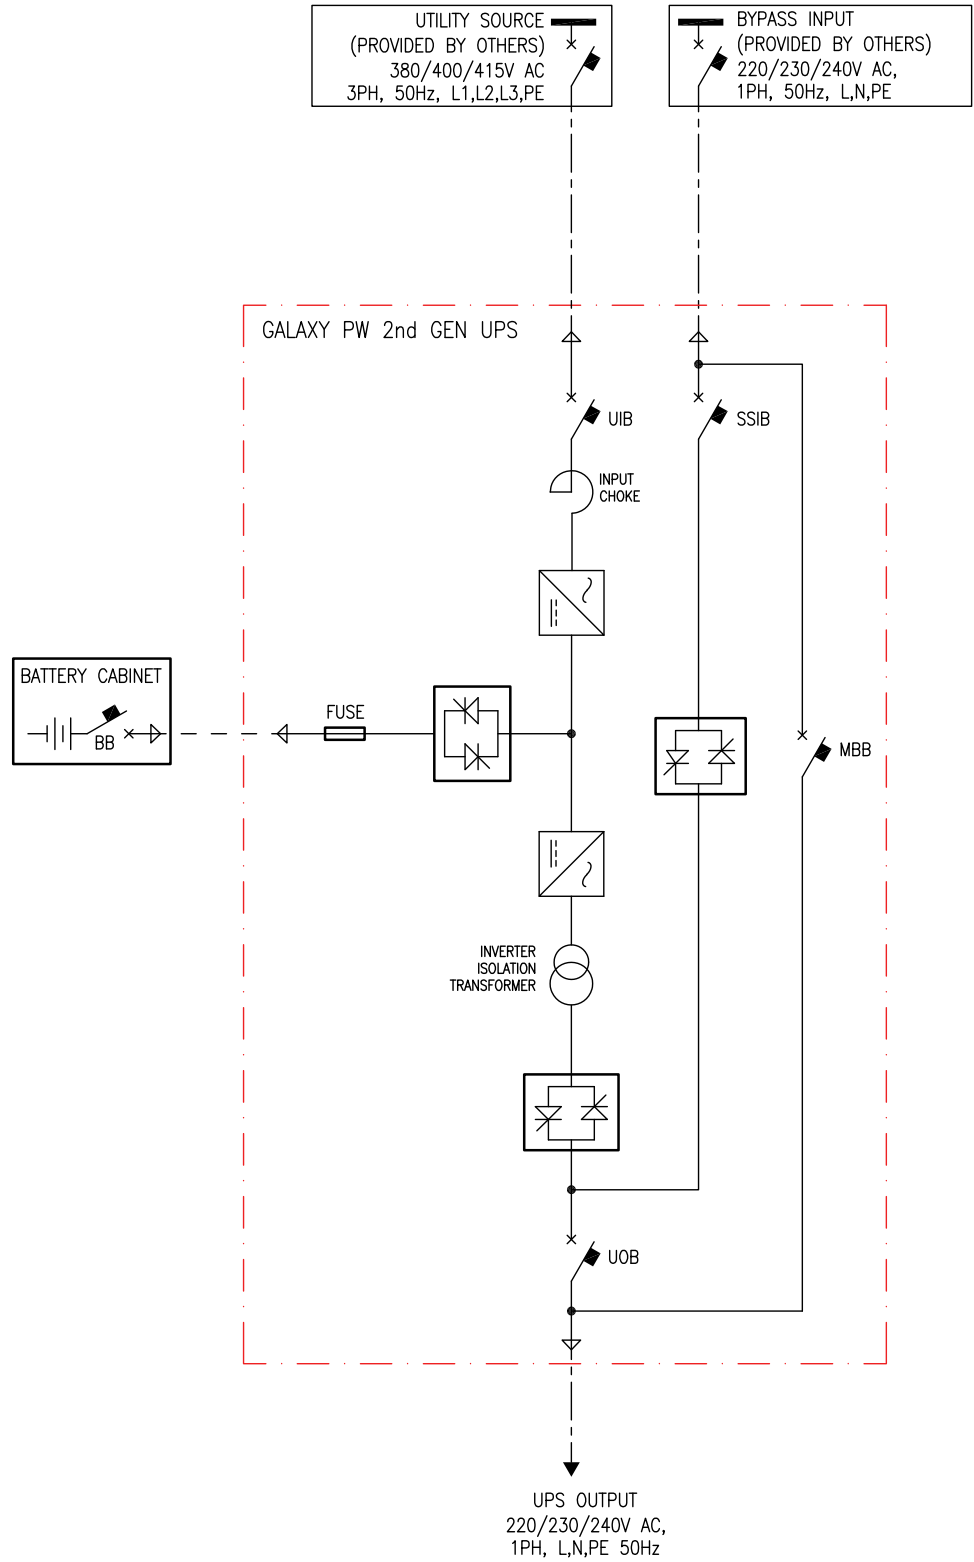 UTILITY SOURCE
(PROVIDED BY OTHERS)
380/400/415V AC
3PH, 50Hz, L1,L2,L3,PE
BYPASS INPUT
(PROVIDED BY OTHERS)
220/230/240V AC,
1PH, 50Hz, L,N,PE
GALAXY PW 2nd GEN UPS
UIB
SSIB
INPUT
CHOKE
BATTERY CABINET
BB
FUSE
MBB
INVERTER
ISOLATION
TRANSFORMER
UOB
UPS OUTPUT
220/230/240V AC,
1PH, L,N,PE 50Hz